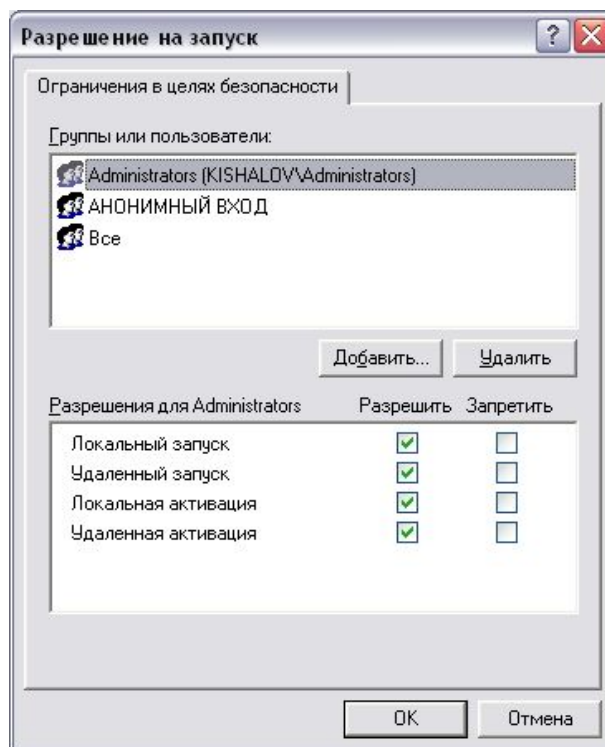 Разрешение на запуск
Ограничения в целях безопасности
Группы или пользователи:
Administrators (KISHALOV\Administrators)
АНОНИМНЫЙ ВХОД
Все
Добавить... Удалить
Разрешения для Administrators Разрешить Запретить
Локальный запуск
Удаленный запуск
Локальная активация
Удаленная активация
OK Отмена